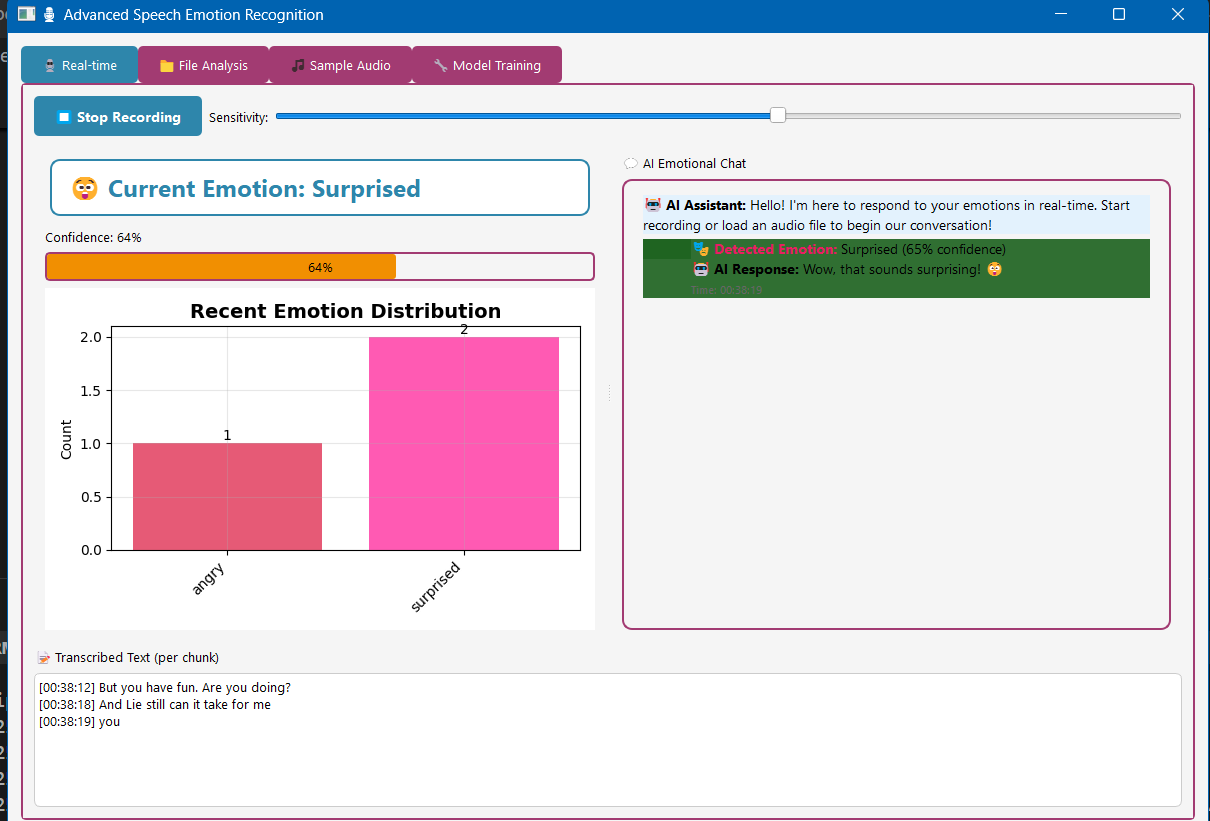 Advanced Speech Emotion Recognition
Real-time
File Analysis
Sample Audio
Model Training
Stop Recording
Sensitivity:
Current Emotion: Surprised
Confidence: 64%
64%
Recent Emotion Distribution
2
2.0
1.5
1
1.0
0.5
0.0
Count
angry
surprised
AI Emotional Chat
AI Assistant: Hello! I'm here to respond to your emotions in real-time. Start
recording or load an audio file to begin our conversation!
Detected Emotion: Surprised (65% confidence)
AI Response: Wow, that sounds surprising!
Time: 00:38:19
Transcribed Text (per chunk)
[00:38:12] But you have fun. Are you doing?
[00:38:18] And Lie still can it take for me
[00:38:19] you